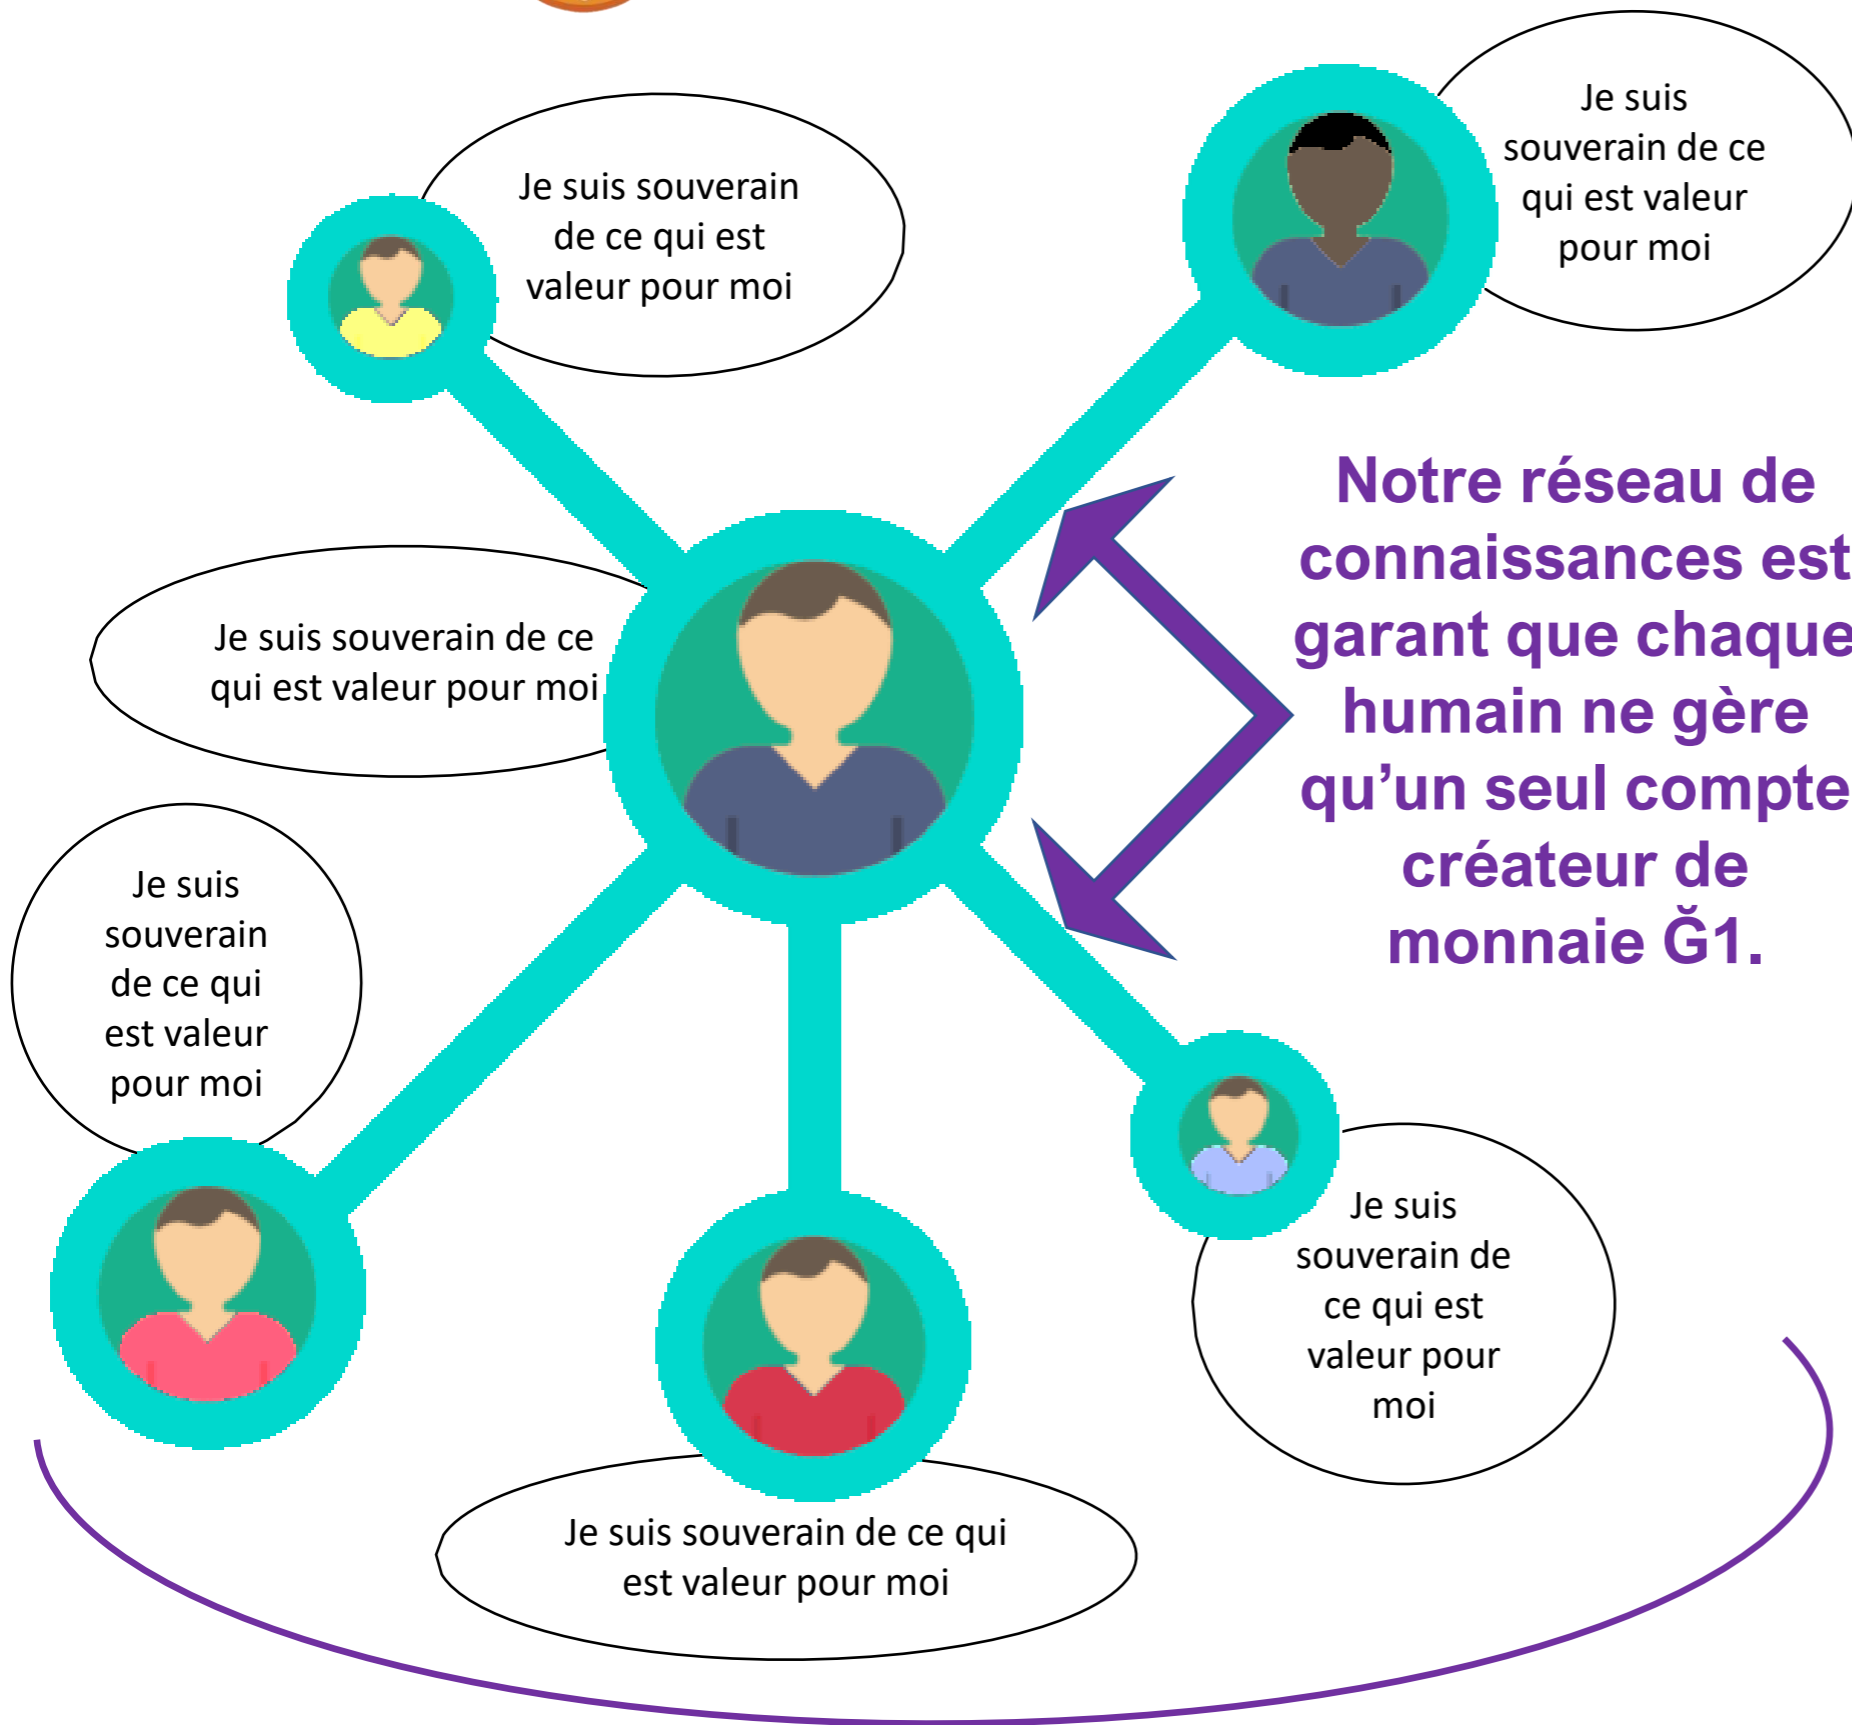 Je suis souverain
de ce qui est
valeur pour moi
Je suis
souverain de ce
qui est valeur
pour moi
Notre réseau de
connaissances est
garant que chaque
humain ne gère
qu’un seul compte
créateur de
monnaie Ğ1.
Je suis souverain de ce
qui est valeur pour moi
Je suis
souverain
de ce qui
est valeur
pour moi
Je suis
souverain de
ce qui est
valeur pour
moi
Je suis souverain de ce qui
est valeur pour moi